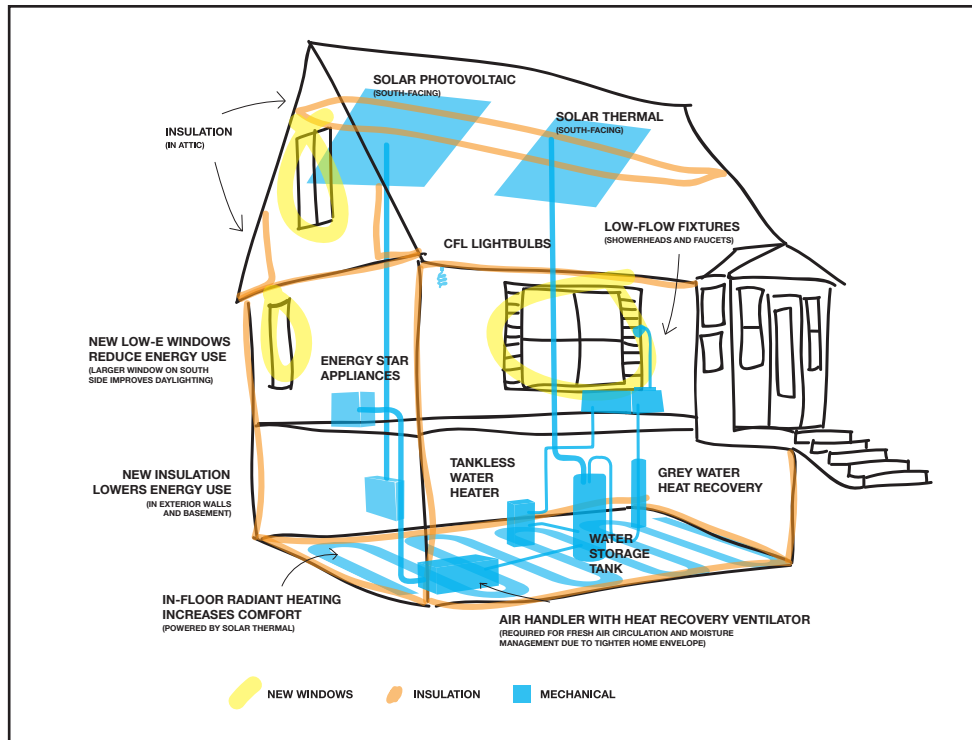 SOLAR PHOTOVOLTAIC
(SOUTH-FACING)
SOLAR THERMAL
(SOUTH-FACING)
INSULATION
(IN ATTIC)
LOW-FLOW FIXTURES
(SHOWERHEADS AND FAUCETS)
CFL LIGHTBULBS
NEW LOW-E WINDOWS
REDUCE ENERGY USE
(LARGER WINDOW ON SOUTH
SIDE IMPROVES DAYLIGHTING)
ENERGY STAR
APPLIANCES
NEW INSULATION
LOWERS ENERGY USE
(IN EXTERIOR WALLS
AND BASEMENT)
TANKLESS
WATER
HEATER
GREY WATER
HEAT RECOVERY
WATER
STORAGE
TANK
IN-FLOOR RADIANT HEATING
INCREASES COMFORT
(POWERED BY SOLAR THERMAL)
AIR HANDLER WITH HEAT RECOVERY VENTILATOR
(REQUIRED FOR FRESH AIR CIRCULATION AND MOISTURE
MANAGEMENT DUE TO TIGHTER HOME ENVELOPE)
NEW WINDOWS
INSULATION
MECHANICAL